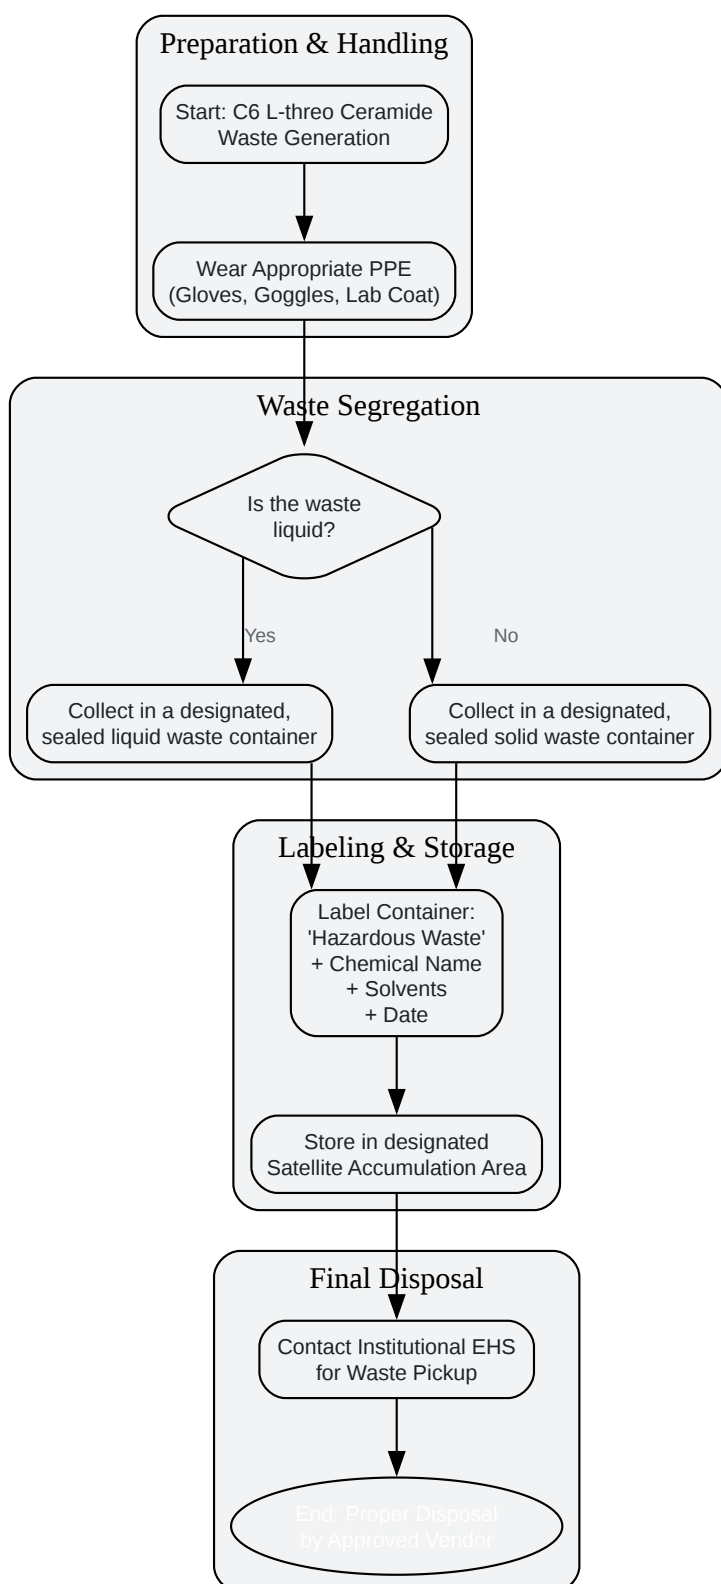 Preparation & Handling
Start: C6 L-threo Ceramide
Waste Generation
Wear Appropriate PPE
(Gloves, Goggles, Lab Coat)
Waste Segregation
Is the waste
liquid?
Yes
No
Collect in a designated,
sealed liquid waste container
Collect in a designated,
sealed solid waste container
Labeling & Storage
Label Container:
'Hazardous Waste'
+ Chemical Name
+ Solvents
+ Date
Store in designated
Satellite Accumulation Area
Final Disposal
Contact Institutional EHS
for Waste Pickup
End: Proper Disposal
by Approved Vendor